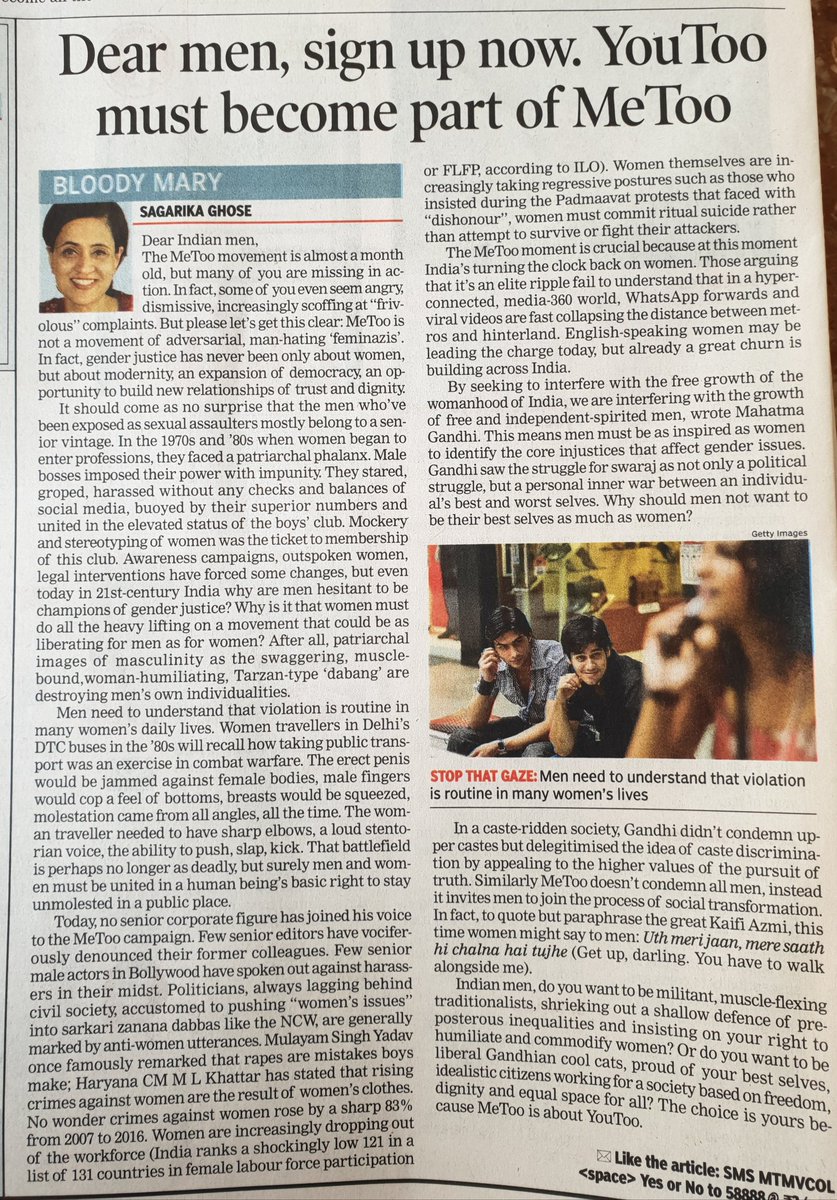 Dear men, sign up now. YouToo
must become part of MeToo
BLOODY MARY
SAGARIKA GHOSE
Dear Indian men,
The MeToo movement is almost a month
old, but many of you are missing in ac-
tion. In fact, some of you even seem angry,
dismissive, increasingly scoffing at “friv-
olous” complaints. But please let’s get this clear: MeToo is
not a movement of adversarial, man-hating ‘feminazis’.
In fact, gender justice has never been only about women,
but about modernity, an expansion of democracy, an op-
portunity to build new relationships of trust and dignity.
It should come as no surprise that the men who’ve
been exposed as sexual assaulters mostly belong to a sen-
ior vintage. In the 1970s and ’80s when women began to
enter professions, they faced a patriarchal phalanx. Male
bosses imposed their power with impunity. They stared,
groped, harassed without any checks and balances of
social media, buoyed by their superior numbers and
united in the elevated status of the boys’ club. Mockery
and stereotyping of women was the ticket to membership
of this club. Awareness campaigns, outspoken women,
legal interventions have forced some changes, but even
today in 21st-century India why are men hesitant to be
champions of gender justice? Why is it that women must
do all the heavy lifting on a movement that could be as
liberating for men as for women? After all, patriarchal
images of masculinity as the swaggering, muscle-
bound,woman-humiliating, Tarzan-type ‘dabang’ are
destroying men’s own individualities.
Men need to understand that violation is routine in
many women’s daily lives. Women travellers in Delhi’s
DTC buses in the ’80s will recall how taking public trans-
port was an exercise in combat warfare. The erect penis
would be jammed against female bodies, male fingers
would cop a feel of bottoms, breasts would be squeezed,
molestation came from all angles, all the time. The wom-
an traveller needed to have sharp elbows, a loud stento-
rian voice, the ability to push, slap, kick. That battlefield
is perhaps no longer as deadly, but surely men and wom-
en must be united in a human being’s basic right to stay
unmolested in a public place.
Today, no senior corporate figure has joined his voice
to the MeToo campaign. Few senior editors have vocifer-
ously denounced their former colleagues. Few senior
male actors in Bollywood have spoken out against harass-
ers in their midst. Politicians, always lagging behind
civil society, accustomed to pushing “women’s issues”
into sarkari zanana dabbas like the NCW, are generally
marked by anti-women utterances. Mulayam Singh Yadav
once famously remarked that rapes are mistakes boys
make; Haryana CM M L Khattar has stated that rising
crimes against women are the result of women’s clothes.
No wonder crimes against women rose by a sharp 83%
from 2007 to 2016. Women are increasingly dropping out
of the workforce (India ranks a shockingly low 121 in a
list of 131 countries in female labour force participation
or FLFP, according to ILO). Women themselves are in-
creasingly taking regressive postures such as those who
insisted during the Padmaavat protests that faced with
“dishonour”, women must commit ritual suicide rather
than attempt to survive or fight their attackers.
The MeToo moment is crucial because at this moment
India’s turning the clock back on women. Those arguing
that it’s an elite ripple fail to understand that in a hyper-
connected, media-360 world, WhatsApp forwards and
viral videos are fast collapsing the distance between met-
ros and hinterland. English-speaking women may be
leading the charge today, but already a great churn is
building across India.
By seeking to interfere with the free growth of the
womanhood of India, we are interfering with the growth
of free and independent-spirited men, wrote Mahatma
Gandhi. This means men must be as inspired as women
to identify the core injustices that affect gender issues.
Gandhi saw the struggle for swaraj as not only a political
struggle, but a personal inner war between an individu-
al’s best and worst selves. Why should men not want to
be their best selves as much as women?
Getty Images
STOP THAT GAZE: Men need to understand that violation
is routine in many women’s lives
In a caste-ridden society, Gandhi didn’t condemn up-
per castes but delegitimised the idea of caste discrimina-
tion by appealing to the higher values of the pursuit of
truth. Similarly MeToo doesn’t condemn all men, instead
it invites men to join the process of social transformation.
In fact, to quote but paraphrase the great Kaifi Azmi, this
time women might say to men: Uth meri jaan, mere saath
hi chalna hai tujhe (Get up, darling. You have to walk
alongside me).
Indian men, do you want to be militant, muscle-flexing
traditionalists, shrieking out a shallow defence of pre-
posterous inequalities and insisting on your right to
humiliate and commodify women? Or do you want to be
liberal Gandhian cool cats, proud of your best selves,
idealistic citizens working for a society based on freedom,
dignity and equal space for all? The choice is yours be-
cause MeToo is about YouToo.
Like the article: SMS MTMVCOL
<space> Yes or No to 58888@